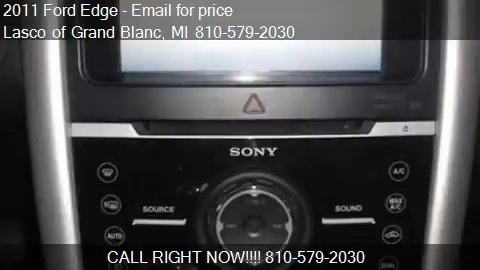 2011 Ford Edge - Email for price
Lasco of Grand Blanc, MI 810-579-2030
SONY
A/C
SOURCE
SOUND
MAX A/C
R
AUTO
DUAL
CALL RIGHT NOW!!!! 810-579-2030